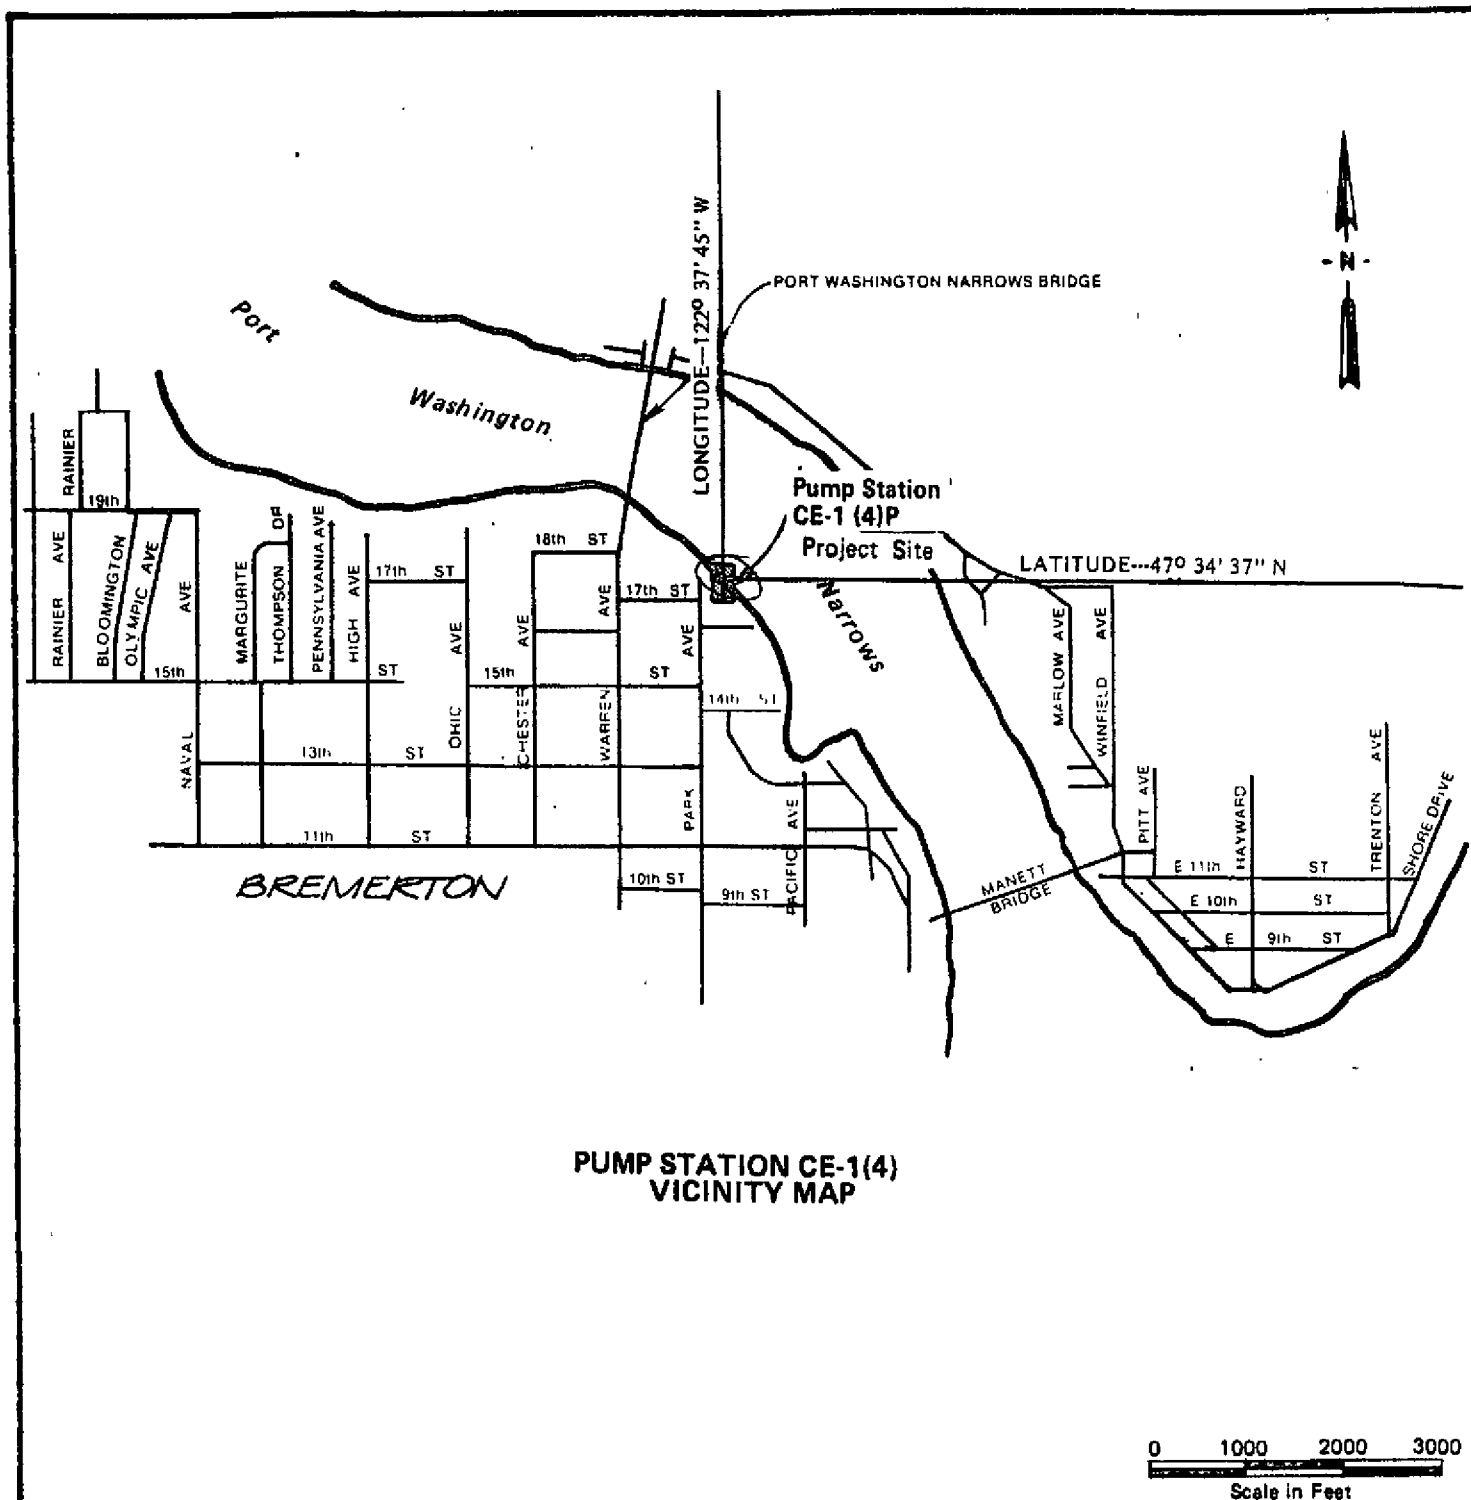 LONGITUDE---122° 37' 45" W
PORT WASHINGTON NARROWS BRIDGE
- N -
Port
Washington
Narrows
Pump Station
CE-1 (4)P
Project Site
LATITUDE---47° 34' 37" N
RAINIER
19th
RAINIER AVE
BLOOMINGTON
OLYMPIC AVE
NAVAL AVE
MARGURITE
THOMPSON DR
PENNSYLVANIA AVE
HIGH AVE
17th ST
OHIO AVE
18th ST
CHESTER AVE
WARREN AVE
17th ST
PARK AVE
15th ST
15th ST
14th ST
13th ST
11th ST
10th ST
9th ST
PACIFIC AVE
BREMERTON
MANETT
BRIDGE
MARLOW AVE
WINFIELD AVE
PITT AVE
HAYWARD
TRENTON AVE
SHORE DRIVE
E 11th ST
E 10th ST
E 9th ST
PUMP STATION CE-1(4)
VICINITY MAP
0 1000 2000 3000
Scale in Feet